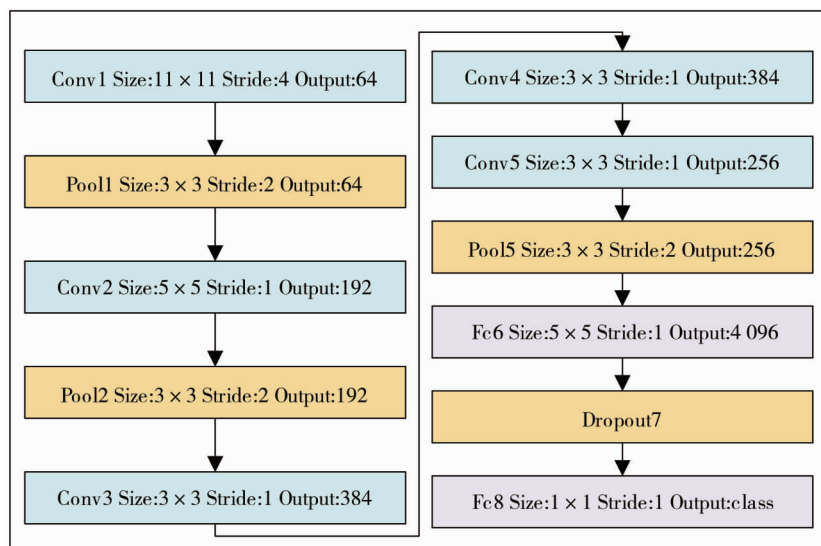 Conv1 Size:11 × 11 Stride:4 Output:64
Pool1 Size:3 × 3 Stride:2 Output:64
Conv2 Size:5 × 5 Stride:1 Output:192
Pool2 Size:3 × 3 Stride:2 Output:192
Conv3 Size:3 × 3 Stride:1 Output:384
Conv4 Size:3 × 3 Stride:1 Output:384
Conv5 Size:3 × 3 Stride:1 Output:256
Pool5 Size:3 × 3 Stride:2 Output:256
Fc6 Size:5 × 5 Stride:1 Output:4 096
Dropout7
Fc8 Size:1 × 1 Stride:1 Output:class